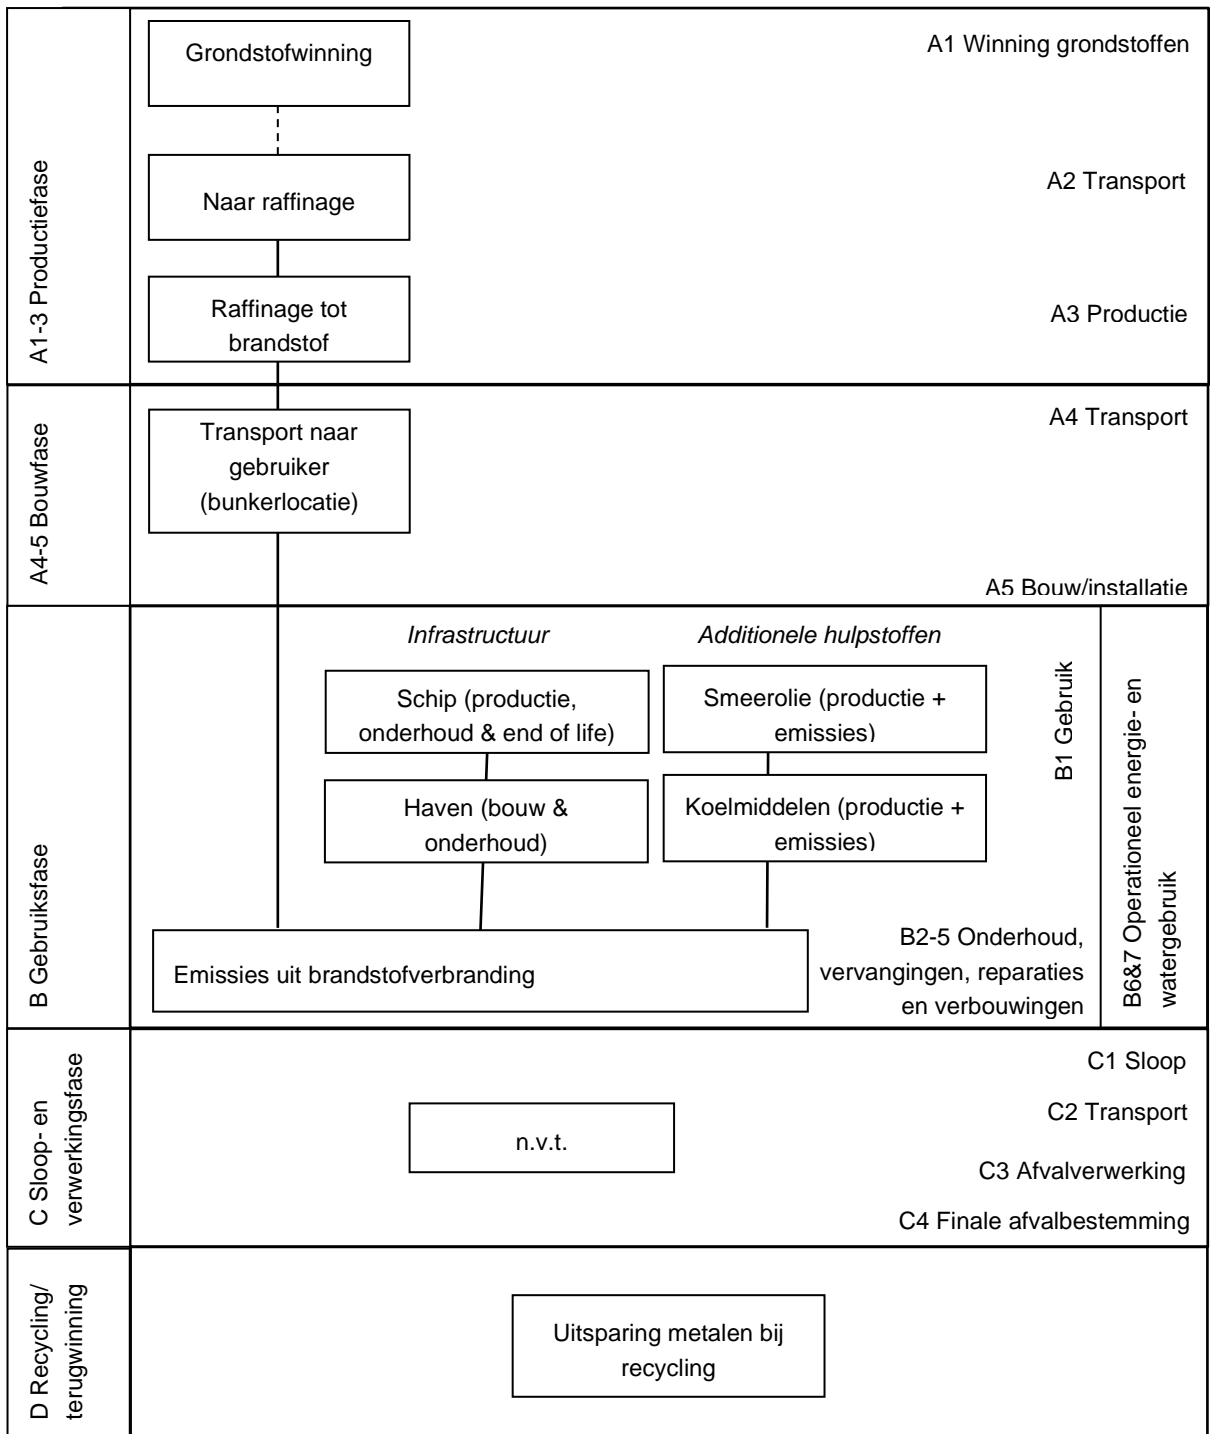 A1-3 Productiefase
Grondstofwinning
A1 Winning grondstoffen
Naar raffinage
A2 Transport
Raffinage tot
brandstof
A3 Productie
A4-5 Bouwfase
Transport naar
gebruiker
(bunkerlocatie)
A4 Transport
A5 Bouw/installatie
B Gebruiksfase
Infrastructuur
Additionele hulpstoffen
Schip (productie,
onderhoud & end of life)
Smeerolie (productie +
emissies)
Haven (bouw &
onderhoud)
Koelmiddelen (productie +
emissies)
B1 Gebruik
B6&7 Operationeel energie- en
watergebruik
Emissies uit brandstofverbranding
B2-5 Onderhoud,
vervangingen, reparaties
en verbouwingen
C Sloop- en
verwerkingsfase
n.v.t.
C1 Sloop
C2 Transport
C3 Afvalverwerking
C4 Finale afvalbestemming
D Recycling/
terugwinning
Uitsparing metalen bij
recycling